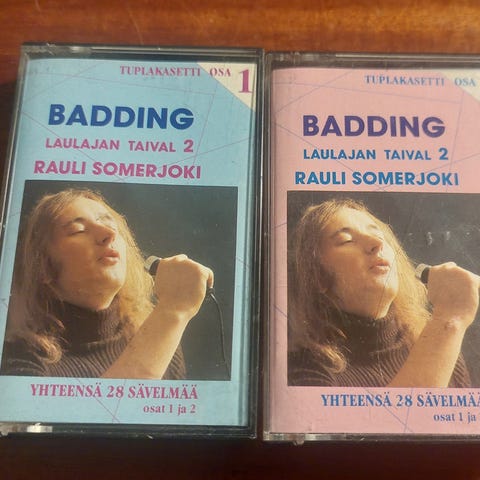 TUPLAKASETTI OSA 1
BADDING
LAULAJAN TAIVAL 2
RAULI SOMERJOKI
YHTEENSÄ 28 SÄVELMÄÄ
osat 1 ja 2
TUPLAKASETTI OSA
BADDING
LAULAJAN TAIVAL 2
RAULI SOMERJOKI
YHTEENSÄ 28 SÄVELMÄÄ
osat 1 ja